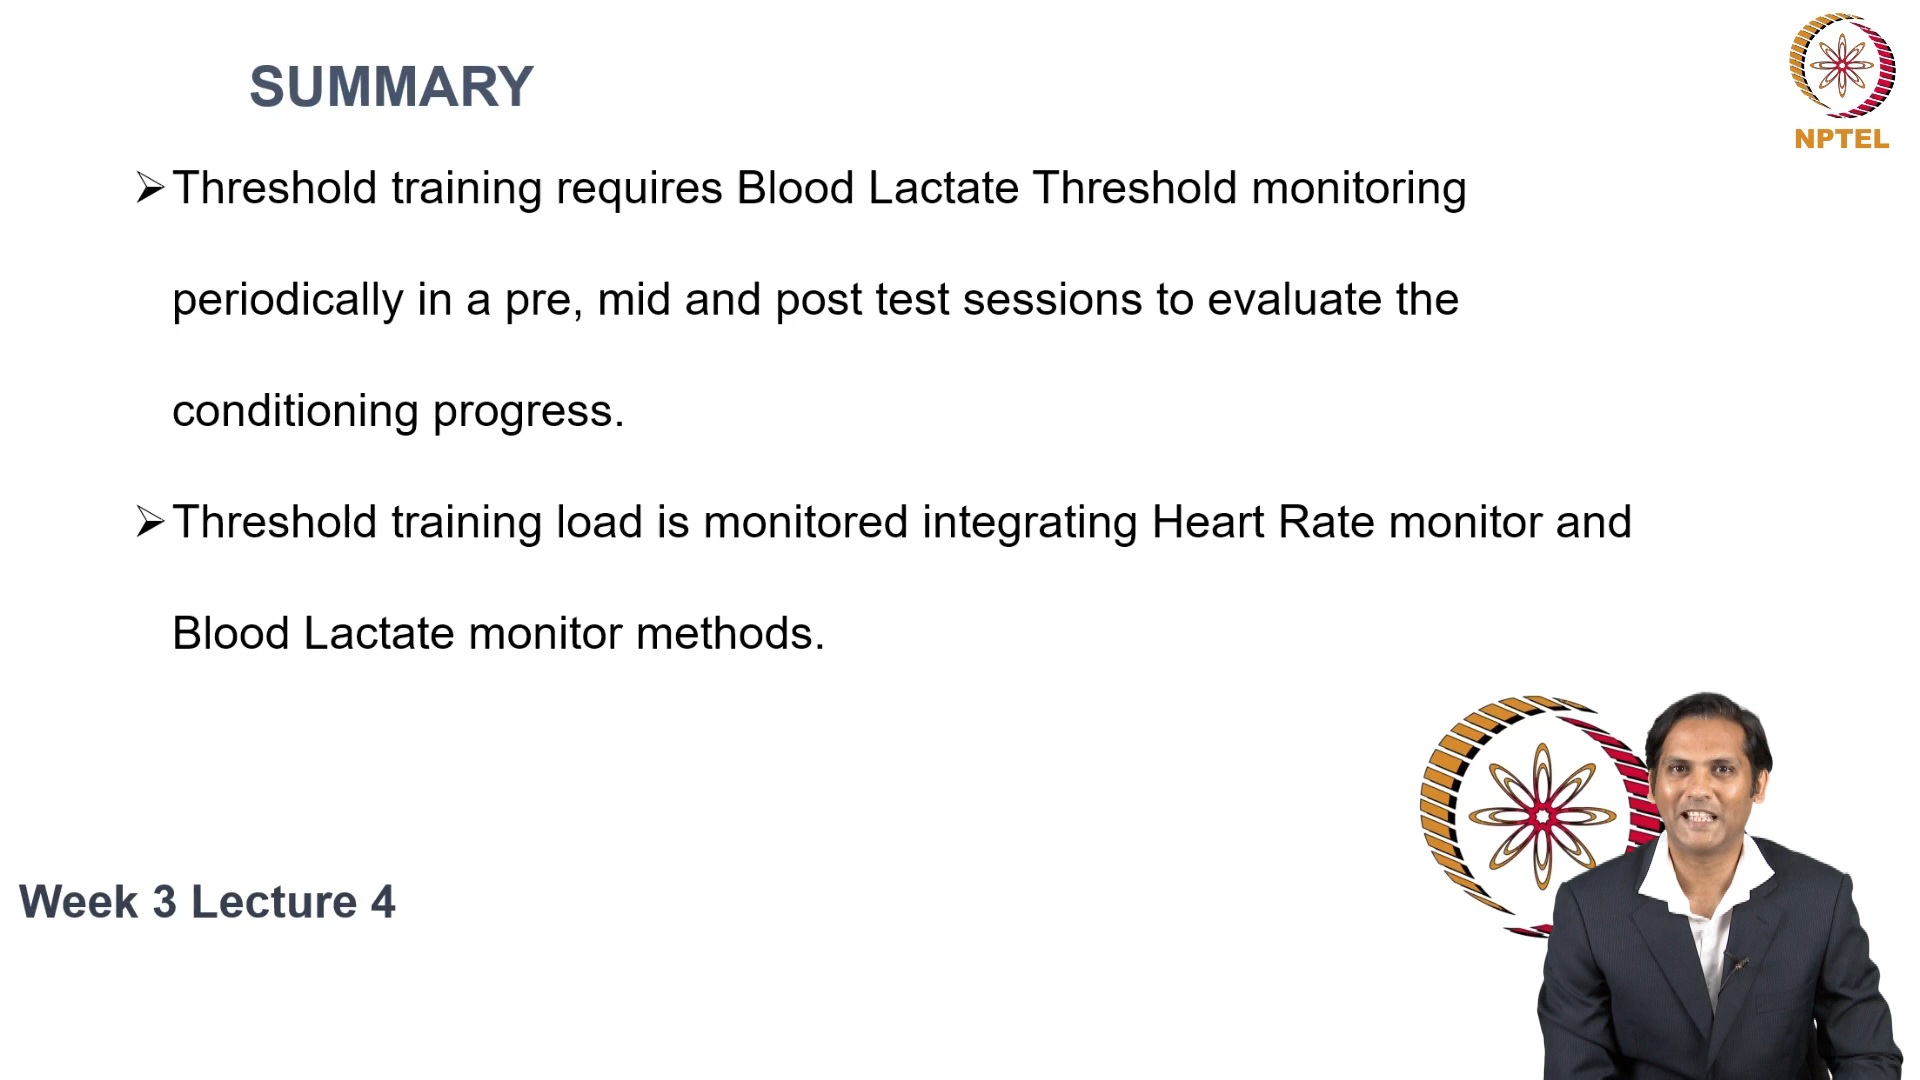 SUMMARY
NPTEL
➢Threshold training requires Blood Lactate Threshold monitoring
periodically in a pre, mid and post test sessions to evaluate the
conditioning progress.
➢Threshold training load is monitored integrating Heart Rate monitor and
Blood Lactate monitor methods.
Week 3 Lecture 4